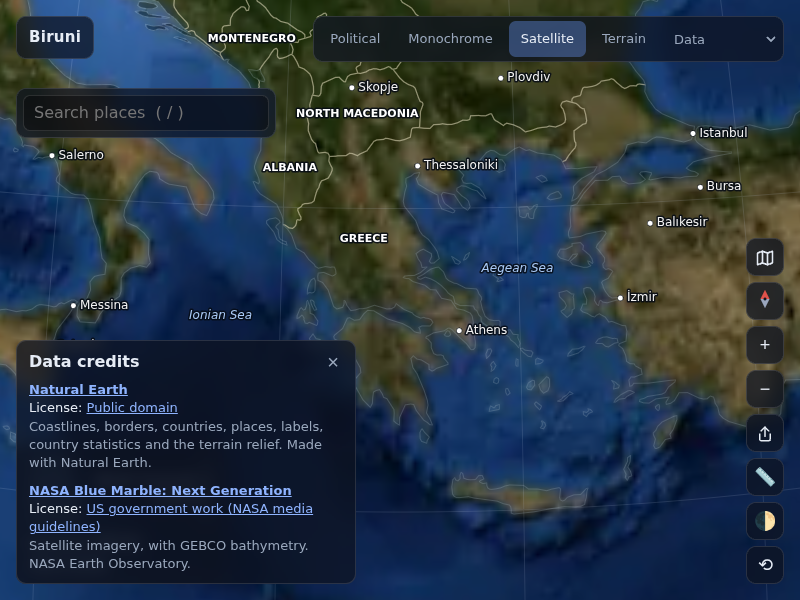 Biruni
Political
Monochrome
Satellite
Terrain
Data
Search places ( / )
MONTENEGRO
Skopje
Plovdiv
NORTH MACEDONIA
Istanbul
Salerno
ALBANIA
Thessaloniki
Bursa
Balıkesir
GREECE
Aegean Sea
Messina
Ionian Sea
İzmir
Athens
Data credits
Natural Earth
License: Public domain
Coastlines, borders, countries, places, labels,
country statistics and the terrain relief. Made
with Natural Earth.
NASA Blue Marble: Next Generation
License: US government work (NASA media
guidelines)
Satellite imagery, with GEBCO bathymetry.
NASA Earth Observatory.